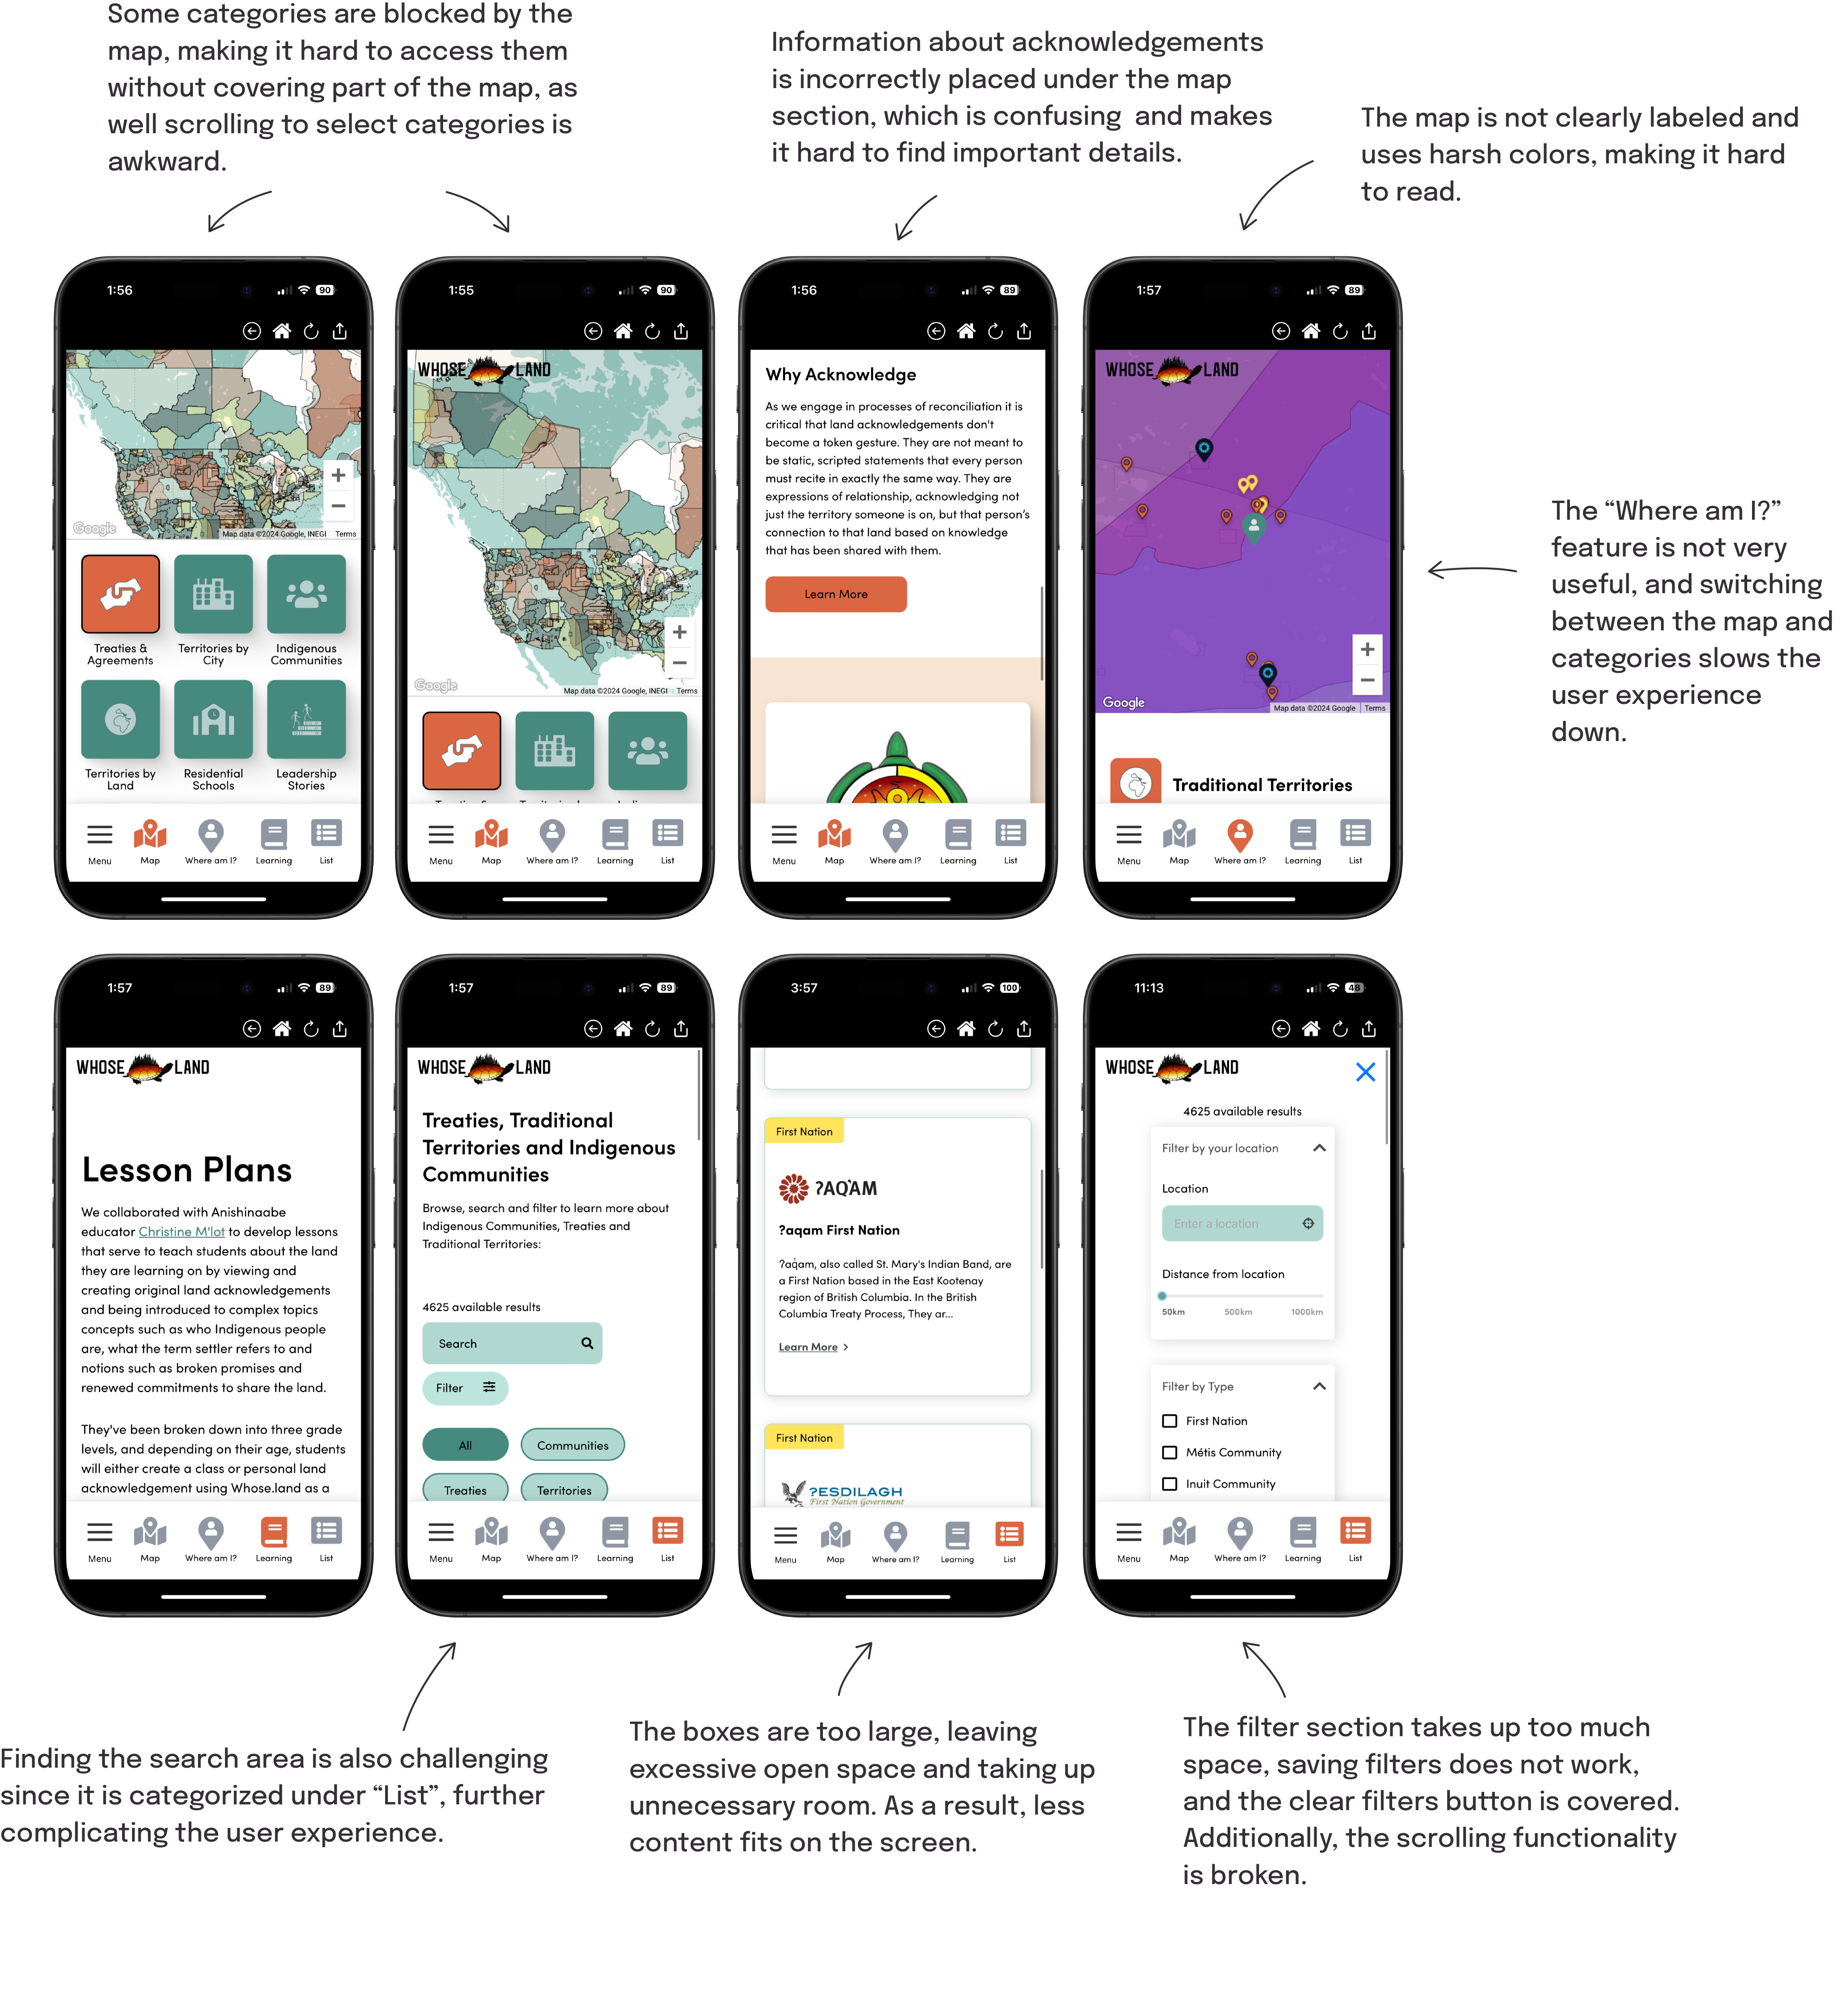 Some categories are blocked by the
map, making it hard to access them
without covering part of the map, as
well scrolling to select categories is
awkward.
Information about acknowledgements
is incorrectly placed under the map
section, which is confusing and makes
it hard to find important details.
The map is not clearly labeled and
uses harsh colors, making it hard
to read.
The “Where am I?”
feature is not very
useful, and switching
between the map and
categories slows the
user experience
down.
1:56
90
Google
Map data ©2024 Google, INEGI Terms
Treaties &
Agreements
Territories by
City
Indigenous
Communities
Territories by
Land
Residential
Schools
Leadership
Stories
Menu Map Where am I? Learning List
1:55
90
WHOSE LAND
Google
Map data ©2024 Google, INEGI Terms
Menu Map Where am I? Learning List
1:56
89
Why Acknowledge
As we engage in processes of reconciliation it is
critical that land acknowledgements don't
become a token gesture. They are not meant to
be static, scripted statements that every person
must recite in exactly the same way. They are
expressions of relationship, acknowledging not
just the territory someone is on, but that person's
connection to that land based on knowledge
that has been shared with them.
Learn More
Menu Map Where am I? Learning List
1:57
89
WHOSE LAND
Google
Map data ©2024 Google Terms
Traditional Territories
Menu Map Where am I? Learning List
1:57
89
WHOSE LAND
Lesson Plans
We collaborated with Anishinaabe
educator Christine M'lot to develop lessons
that serve to teach students about the land
they are learning on by viewing and
creating original land acknowledgements
and being introduced to complex topics
concepts such as who Indigenous people
are, what the term settler refers to and
notions such as broken promises and
renewed commitments to share the land.
They've been broken down into three grade
levels, and depending on their age, students
will either create a class or personal land
acknowledgement using Whose.land as a
Menu Map Where am I? Learning List
1:57
89
WHOSE LAND
Treaties, Traditional
Territories and Indigenous
Communities
Browse, search and filter to learn more about
Indigenous Communities, Treaties and
Traditional Territories:
4625 available results
Search
Filter
All Communities
Treaties Territories
Menu Map Where am I? Learning List
3:57
100
First Nation
ʔAQ̓AM
?aqam First Nation
ʔaq̓am, also called St. Mary's Indian Band, are
a First Nation based in the East Kootenay
region of British Columbia. In the British
Columbia Treaty Process, They ar...
Learn More >
First Nation
ʔESDILAGH
First Nation Government
Menu Map Where am I? Learning List
11:13
48
WHOSE LAND
4625 available results
Filter by your location
Location
Enter a location
Distance from location
50km 500km 1000km
Filter by Type
First Nation
Métis Community
Inuit Community
Menu Map Where am I? Learning List
Finding the search area is also challenging
since it is categorized under “List”, further
complicating the user experience.
The boxes are too large, leaving
excessive open space and taking up
unnecessary room. As a result, less
content fits on the screen.
The filter section takes up too much
space, saving filters does not work,
and the clear filters button is covered.
Additionally, the scrolling functionality
is broken.